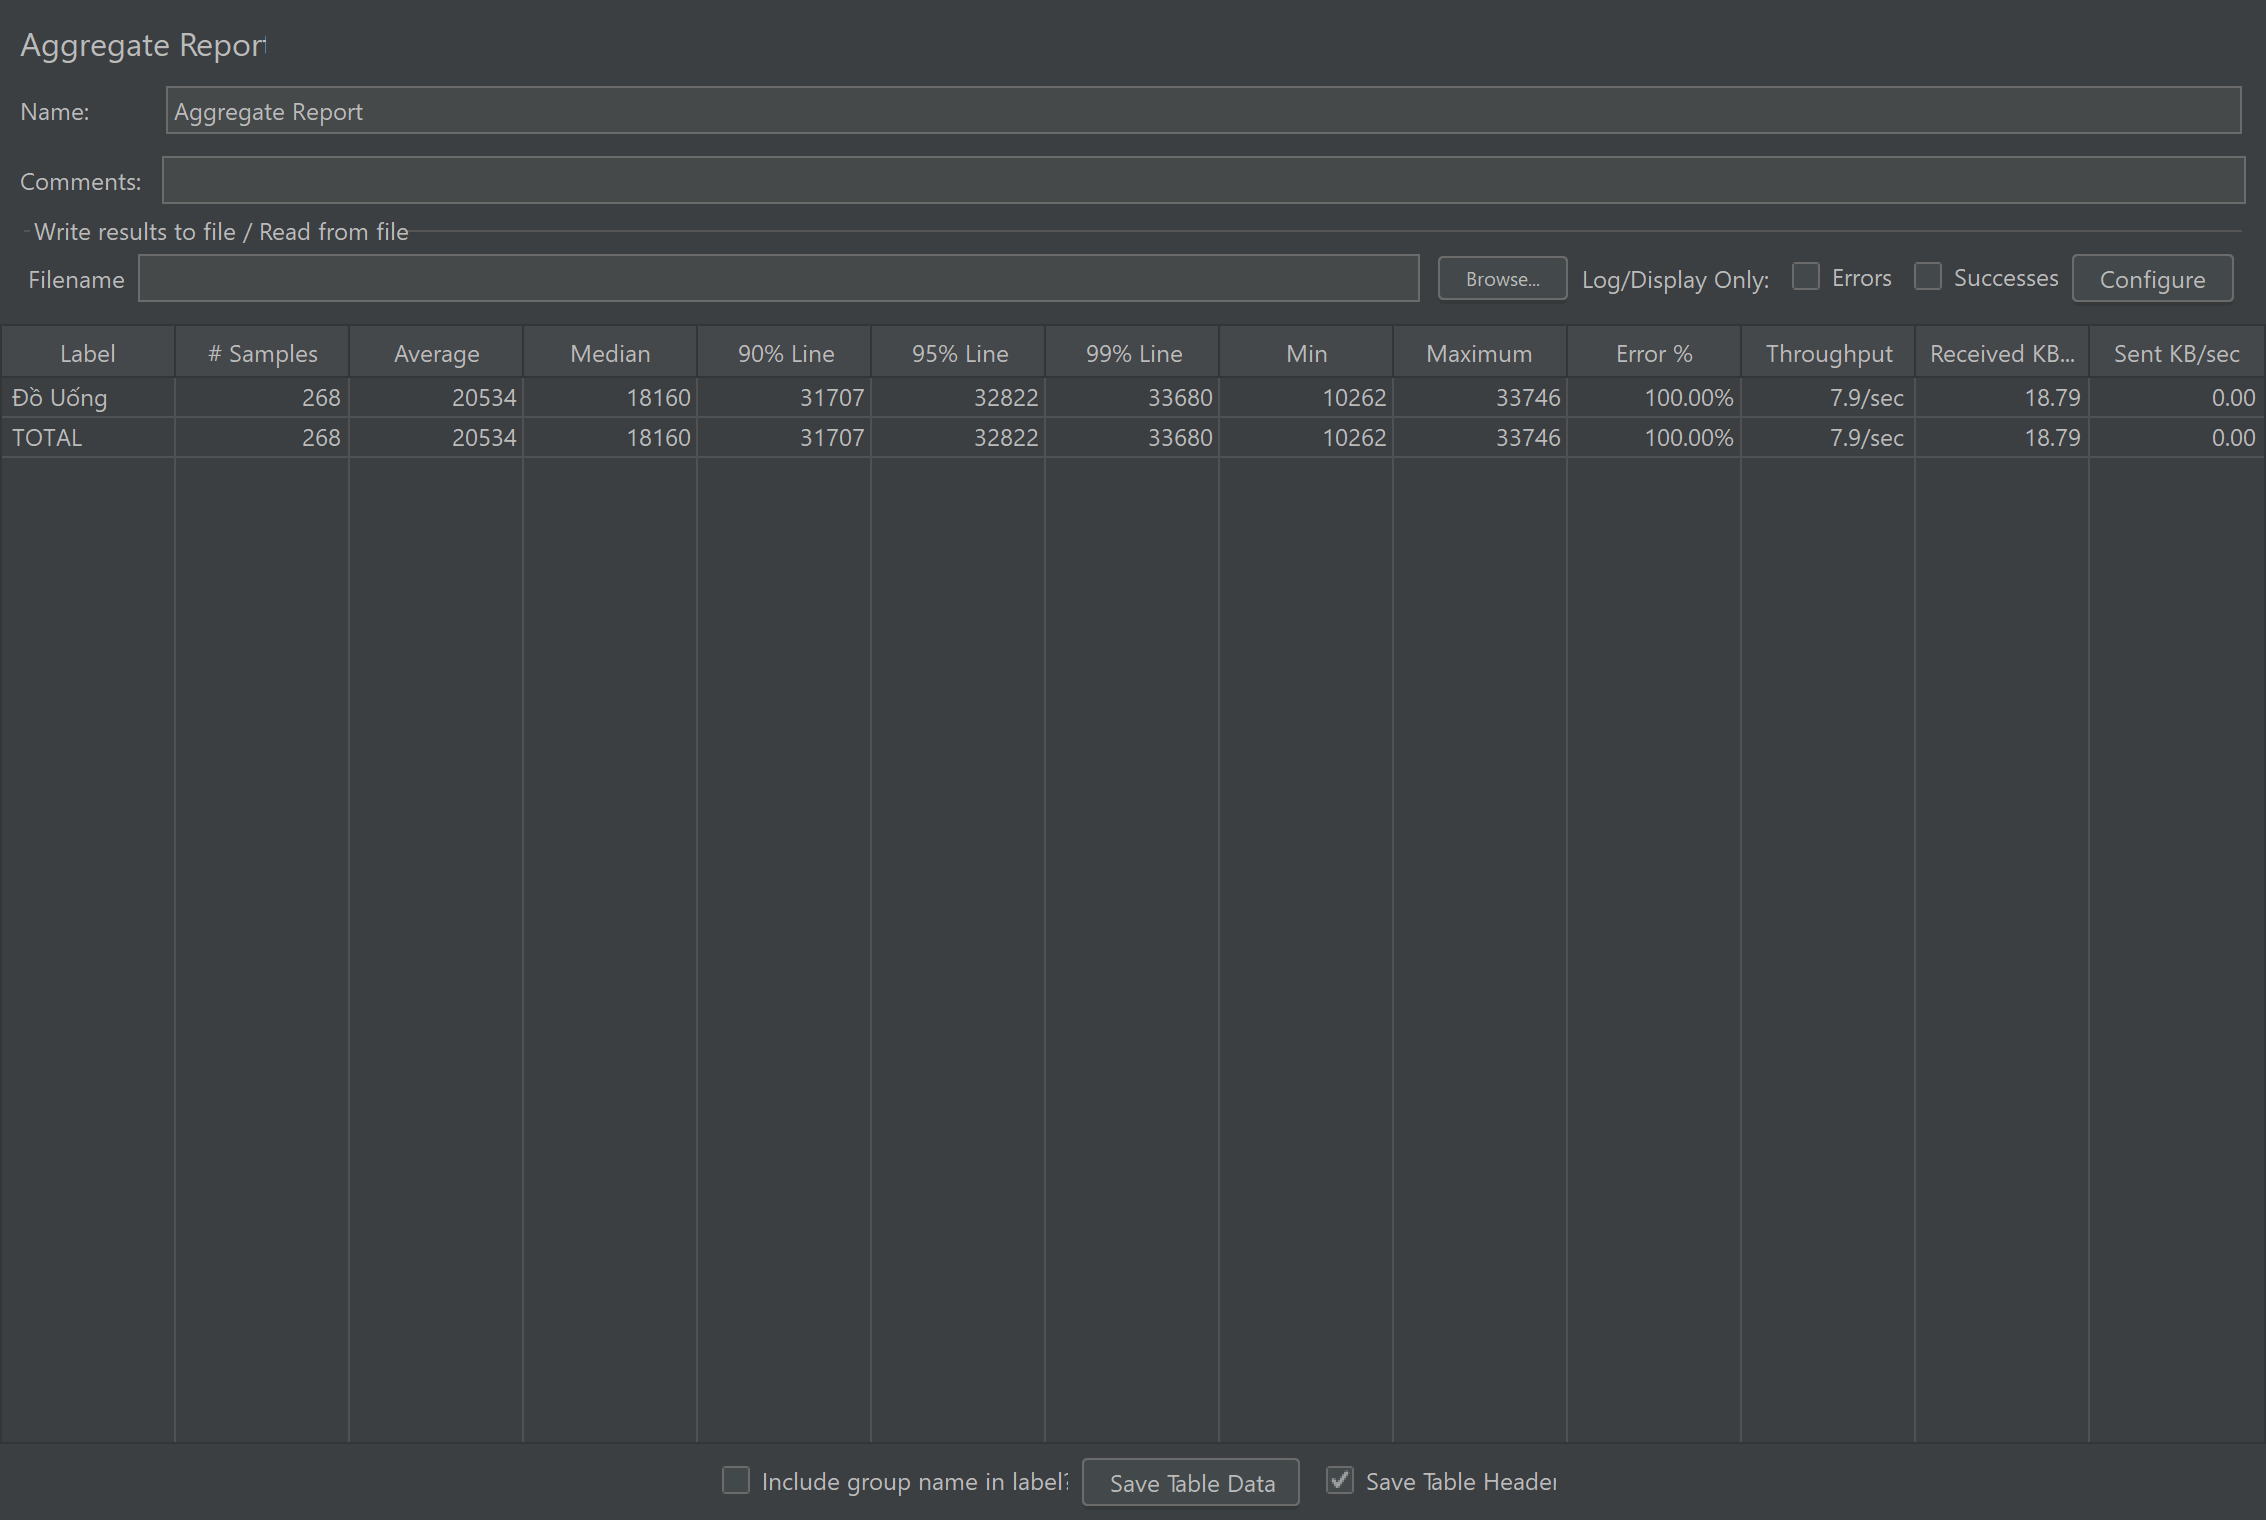 Aggregate Report
Name: Aggregate Report
Comments:
Write results to file / Read from file
Filename Browse... Log/Display Only: Errors Successes Configure
Label # Samples Average Median 90% Line 95% Line 99% Line Min Maximum Error % Throughput Received KB... Sent KB/sec
Đồ Uống 268 20534 18160 31707 32822 33680 10262 33746 100.00% 7.9/sec 18.79 0.00
TOTAL 268 20534 18160 31707 32822 33680 10262 33746 100.00% 7.9/sec 18.79 0.00
Include group name in label? Save Table Data Save Table Header